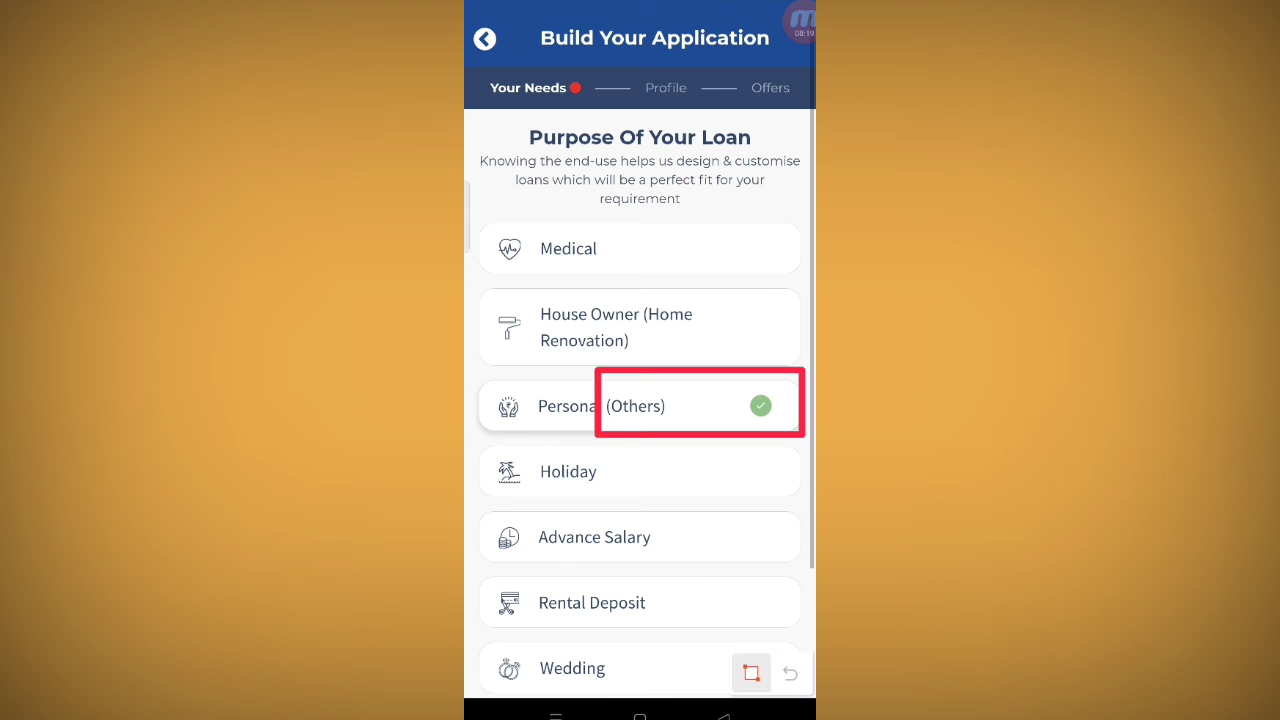 Build Your Application
m
08:19
Your Needs
Profile
Offers
Purpose Of Your Loan
Knowing the end-use helps us design & customise
loans which will be a perfect fit for your
requirement
Medical
House Owner (Home
Renovation)
Personal (Others)
Holiday
Advance Salary
Rental Deposit
Wedding